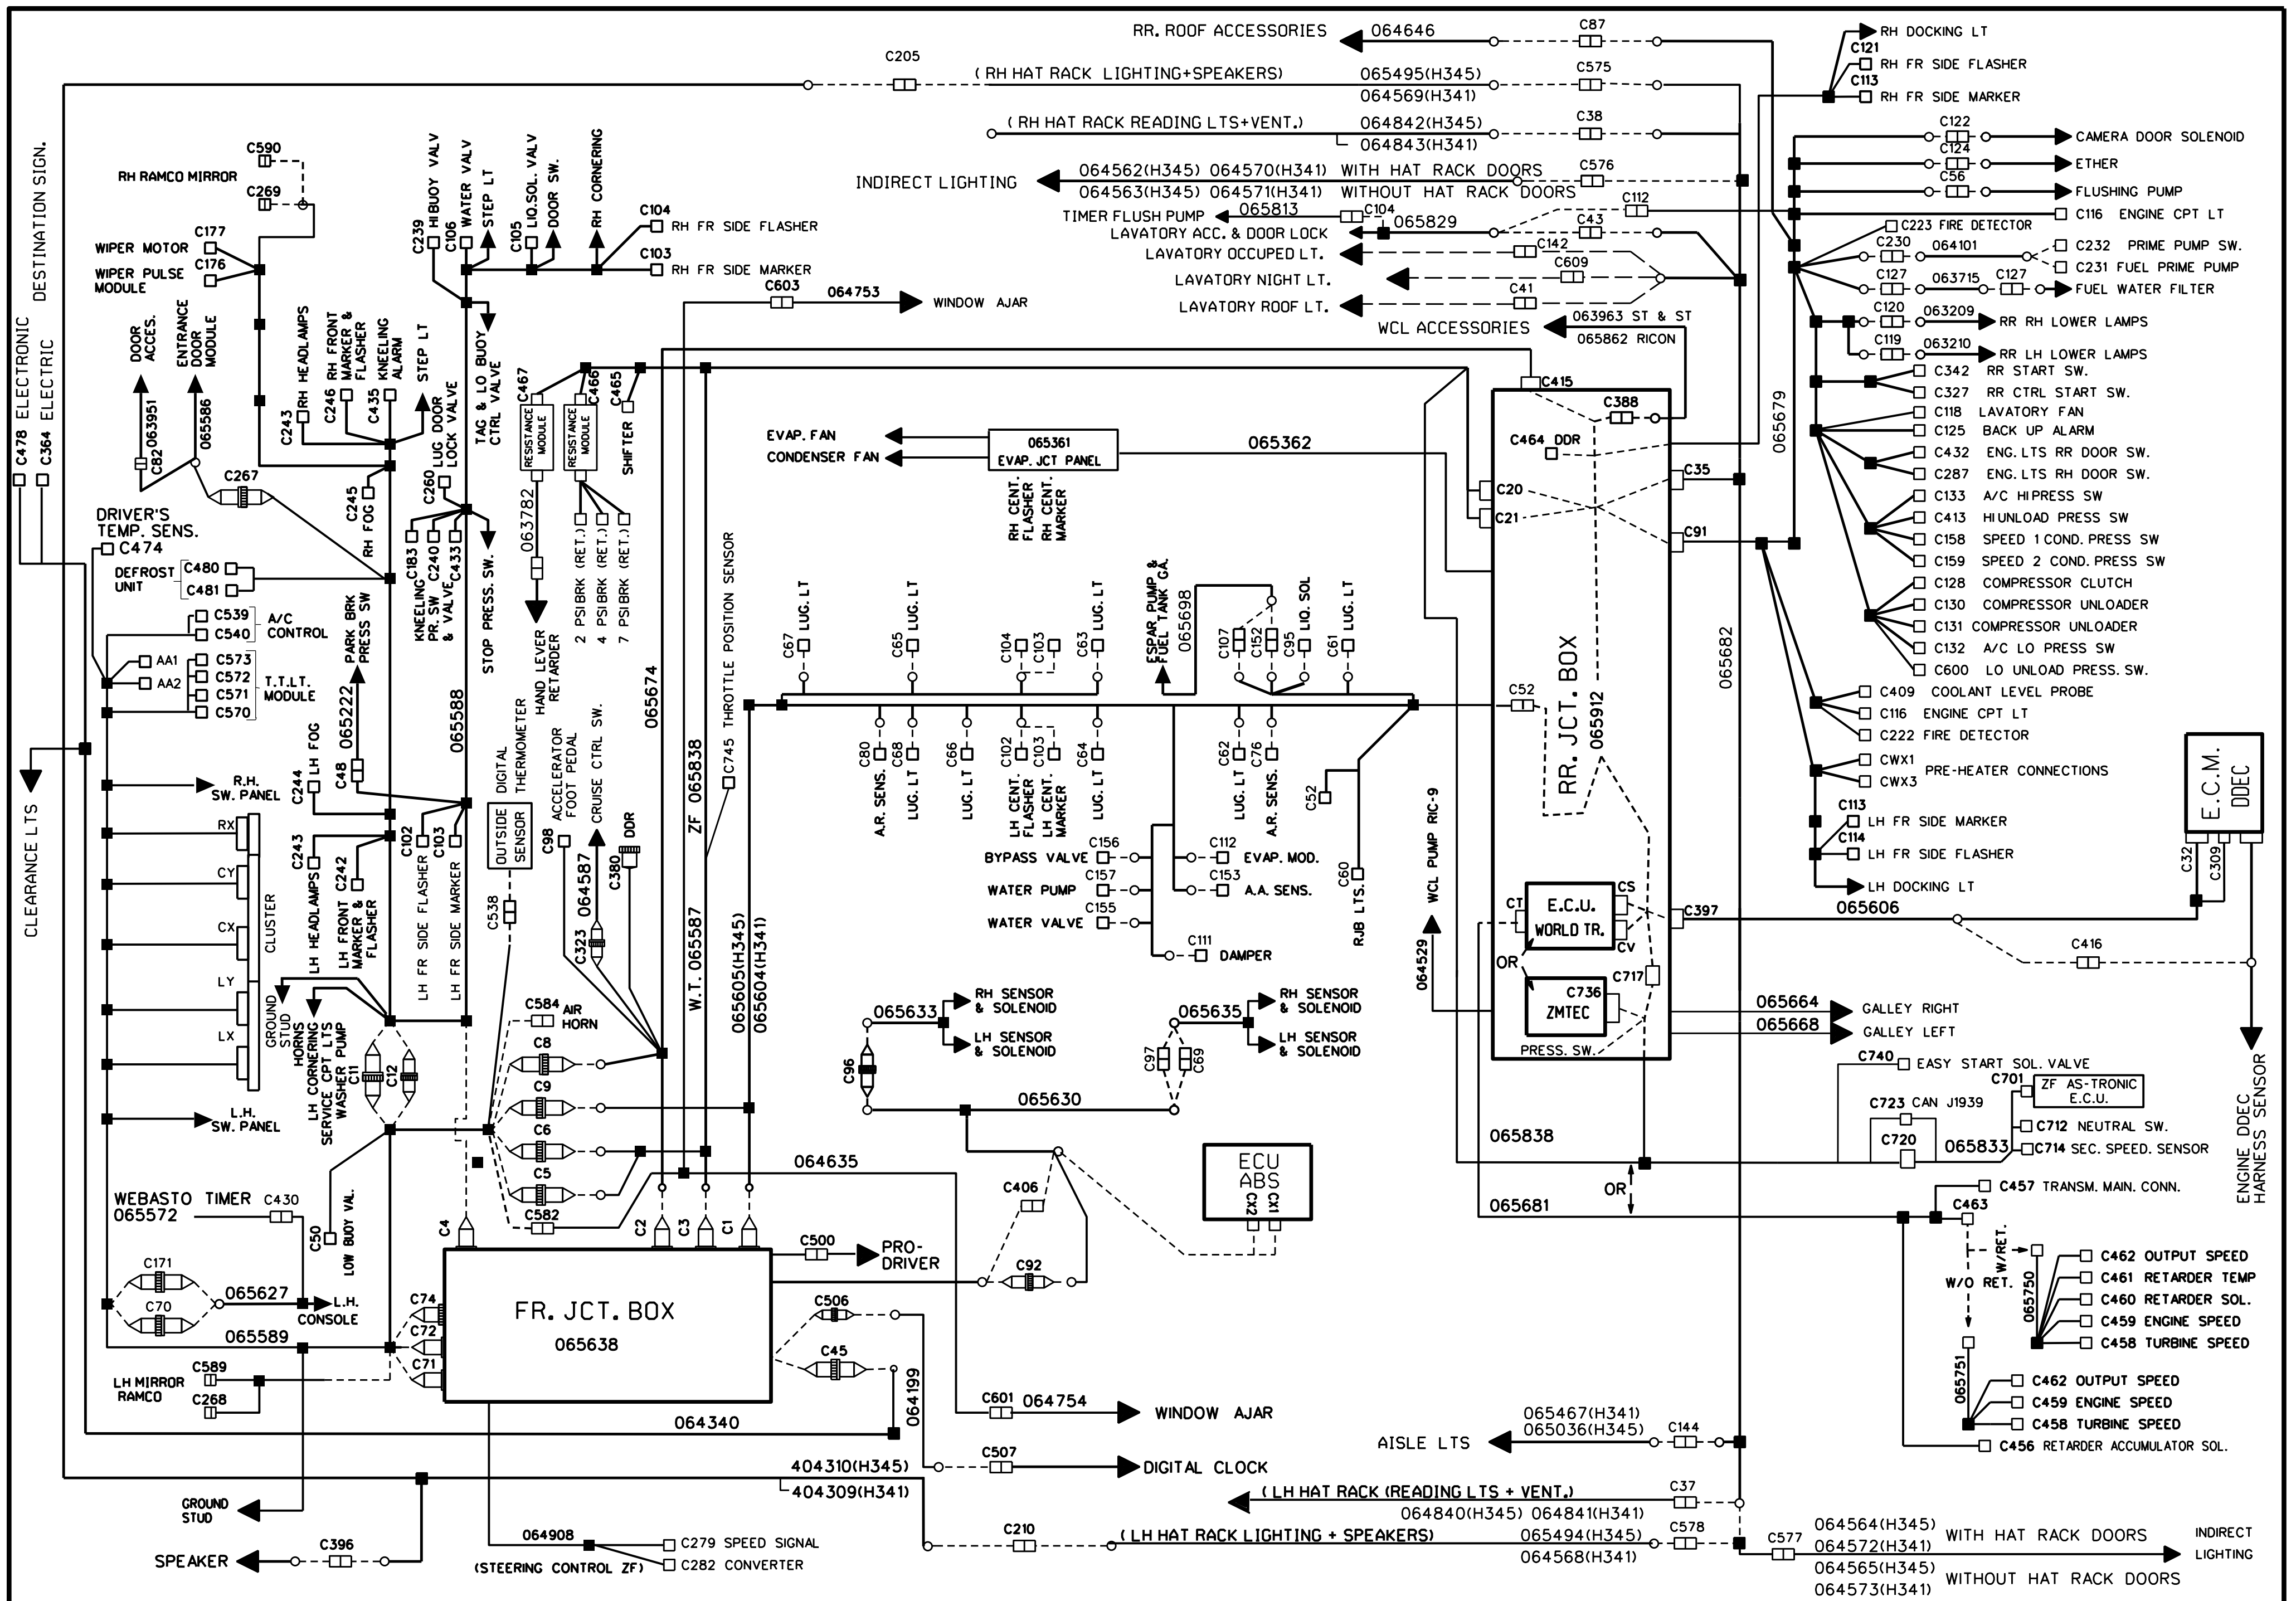 RR. ROOF ACCESSORIES
064646
C87
C205
( RH HAT RACK LIGHTING+SPEAKERS)
065495(H345)
064569(H341)
C575
( RH HAT RACK READING LTS+VENT.)
064842(H345)
064843(H341)
C38
INDIRECT LIGHTING
064562(H345) 064570(H341) WITH HAT RACK DOORS
064563(H345) 064571(H341) WITHOUT HAT RACK DOORS
C576
TIMER FLUSH PUMP
065813
C104
065829
C112
LAVATORY ACC. & DOOR LOCK
C43
LAVATORY OCCUPED LT.
C142
LAVATORY NIGHT LT.
C609
LAVATORY ROOF LT.
C41
WCL ACCESSORIES
063963 ST & ST
065862 RICON
RH DOCKING LT
C121
RH FR SIDE FLASHER
C113
RH FR SIDE MARKER
C122
CAMERA DOOR SOLENOID
C124
ETHER
C56
FLUSHING PUMP
C116 ENGINE CPT LT
C223 FIRE DETECTOR
C230
064101
C232 PRIME PUMP SW.
C231 FUEL PRIME PUMP
C127
063715
C127
FUEL WATER FILTER
C120
063209
RR RH LOWER LAMPS
C119
063210
RR LH LOWER LAMPS
C342 RR START SW.
C327 RR CTRL START SW.
C118 LAVATORY FAN
C125 BACK UP ALARM
C432 ENG. LTS RR DOOR SW.
C287 ENG. LTS RH DOOR SW.
C133 A/C HIPRESS SW
C413 HIUNLOAD PRESS SW
C158 SPEED 1 COND. PRESS SW
C159 SPEED 2 COND. PRESS SW
C128 COMPRESSOR CLUTCH
C130 COMPRESSOR UNLOADER
C131 COMPRESSOR UNLOADER
C132 A/C LO PRESS SW
C600 LO UNLOAD PRESS. SW.
C409 COOLANT LEVEL PROBE
C116 ENGINE CPT LT
C222 FIRE DETECTOR
CWX1
CWX3
PRE-HEATER CONNECTIONS
C113
LH FR SIDE MARKER
C114
LH FR SIDE FLASHER
LH DOCKING LT
065679
065682
E.C.M.
DDEC
C32
C309
065606
C416
ENGINE DDEC
HARNESS SENSOR
DESTINATION SIGN.
C478 ELECTRONIC
C364 ELECTRIC
C590
RH RAMCO MIRROR
C269
WIPER MOTOR
C177
WIPER PULSE
MODULE
C176
DOOR
ACCES.
C82
063951
ENTRANCE
DOOR
MODULE
065586
C267
C243
RH HEADLAMPS
C246
RH FRONT
MARKER &
FLASHER
C435
KNEELING
ALARM
STEP LT
C245
RH FOG
C260
LUG DOOR
LOCK VALVE
C239
HIBUOY VALV
C106
WATER VALV
STEP LT
C105
LIQ.SOL. VALV
DOOR SW.
RH CORNERING
C104
RH FR SIDE FLASHER
C103
RH FR SIDE MARKER
TAG & LO BUOY
CTRL VALVE
C603
064753
WINDOW AJAR
C467
RESISTANCE
MODULE
C466
RESISTANCE
MODULE
C465
SHIFTER
063782
HAND LEVER
RETARDER
2 PSIBRK (RET.)
4 PSIBRK (RET.)
7 PSIBRK (RET.)
EVAP. FAN
CONDENSER FAN
065361
EVAP. JCT PANEL
065362
DRIVER'S
TEMP. SENS.
C474
DEFROST
UNIT
C480
C481
C539
C540
A/C
CONTROL
AA1
AA2
C573
C572
C571
C570
T.T.LT.
MODULE
C183
C240
C433
KNEELING
PR. SW
& VALVE
STOP PRESS. SW.
PARK BRK
PRESS SW
065222
C48
065588
CLEARANCE LTS
R.H.
SW. PANEL
RX
CY
CX
LY
LX
CLUSTER
L.H.
SW. PANEL
C244
LH FOG
C243
LH HEADLAMPS
C242
LH FRONT
MARKER &
FLASHER
C102
LH FR SIDE FLASHER
C103
LH FR SIDE MARKER
GROUND
STUD
HORNS
LH CORNERING
SERVICE CPT LTS
WASHER PUMP
C11
C12
OUTSIDE
SENSOR
DIGITAL
THERMOMETER
C538
C98
ACCELERATOR
FOOT PEDAL
CRUISE CTRL SW.
064587
C323
C380
DDR
065674
W.T. 065587
ZF 065838
C745 THROTTLE POSITION SENSOR
065605(H345)
065604(H341)
C67
LUG. LT
C65
LUG. LT
RH CENT.
FLASHER
C104
RH CENT.
MARKER
C103
C63
LUG. LT
ESPAR PUMP &
FUEL TANK GA.
065698
C107
C152
C95
LIQ. SOL
C61
LUG. LT
C80
A.R. SENS.
C68
LUG. LT
C66
LUG. LT
C102
LH CENT.
FLASHER
C103
LH CENT.
MARKER
C64
LUG. LT
C62
LUG. LT
C76
A.R. SENS.
C52
C60
RJB LTS.
BYPASS VALVE
C156
WATER PUMP
C157
WATER VALVE
C155
C112
EVAP. MOD.
C153
A.A. SENS.
C111
DAMPER
WCL PUMP RIC-9
064529
C415
C388
C464 DDR
C20
C21
C35
C91
C52
RR. JCT. BOX
065912
CT
E.C.U.
WORLD TR.
CS
CV
C397
OR
C717
C736
ZMTEC
PRESS. SW.
065664
GALLEY RIGHT
065668
GALLEY LEFT
C584
AIR
HORN
C8
C9
C6
C5
C582
C96
065633
RH SENSOR
& SOLENOID
LH SENSOR
& SOLENOID
065635
RH SENSOR
& SOLENOID
LH SENSOR
& SOLENOID
C97
C69
065630
064635
C406
ECU
ABS
CX2
CX1
C92
C740
EASY START SOL. VALVE
C701
ZF AS-TRONIC
E.C.U.
C723 CAN J1939
C720
065833
C712 NEUTRAL SW.
C714 SEC. SPEED. SENSOR
065838
OR
065681
C457 TRANSM. MAIN. CONN.
C463
W/RET.
W/O RET.
065750
C462 OUTPUT SPEED
C461 RETARDER TEMP
C460 RETARDER SOL.
C459 ENGINE SPEED
C458 TURBINE SPEED
065751
C462 OUTPUT SPEED
C459 ENGINE SPEED
C458 TURBINE SPEED
C456 RETARDER ACCUMULATOR SOL.
WEBASTO TIMER
065572
C430
C50
LOW BUOY VAL.
C171
C70
065627
L.H.
CONSOLE
065589
C589
LH MIRROR
RAMCO
C268
C4
C2
C3
C1
C74
C72
C71
FR. JCT. BOX
065638
C500
PRO-
DRIVER
C506
C45
064340
064199
C601
064754
WINDOW AJAR
C507
DIGITAL CLOCK
404310(H345)
404309(H341)
GROUND
STUD
C396
SPEAKER
064908
(STEERING CONTROL ZF)
C279 SPEED SIGNAL
C282 CONVERTER
C210
AISLE LTS
065467(H341)
065036(H345)
C144
( LH HAT RACK (READING LTS + VENT.)
064840(H345) 064841(H341)
C37
( LH HAT RACK LIGHTING + SPEAKERS)
065494(H345)
064568(H341)
C578
C577
064564(H345)
064572(H341)
WITH HAT RACK DOORS
064565(H345)
064573(H341)
WITHOUT HAT RACK DOORS
INDIRECT
LIGHTING